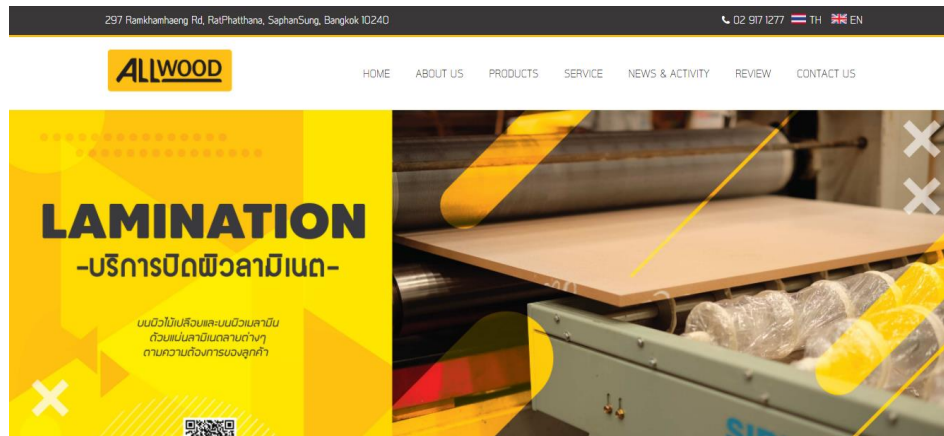 297 Ramkhamhaeng Rd, RatPhatthana, SaphanSung, Bangkok 10240
02 917 1277 TH EN
ALLWOOD
HOME ABOUT US PRODUCTS SERVICE NEWS & ACTIVITY REVIEW CONTACT US
LAMINATION
-บริการปิดผิวลามิเนต-
บนผิวไม้เปลือยและบนผิวเมลามีน
ด้วยแผ่นลามิเนตลายต่างๆ
ตามความต้องการของลูกค้า